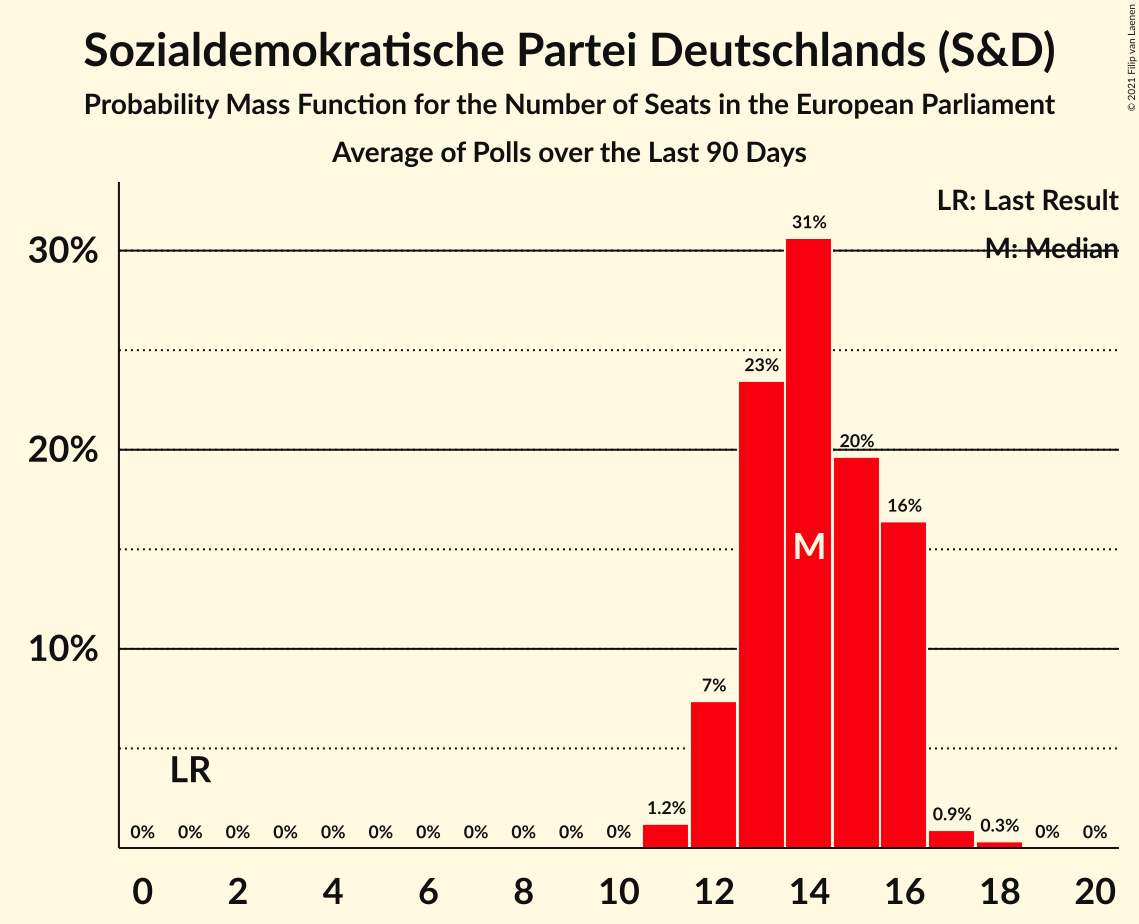 Sozialdemokratische Partei Deutschlands (S&D)
Probability Mass Function for the Number of Seats in the European Parliament
Average of Polls over the Last 90 Days
© 2021 Filip van Laenen
LR: Last Result
M: Median
30%
20%
10%
31%
23%
20%
16%
7%
1.2%
0.9%
0.3%
M
LR
0% 0% 0% 0% 0% 0% 0% 0% 0% 0% 0% 0% 0%
0 2 4 6 8 10 12 14 16 18 20